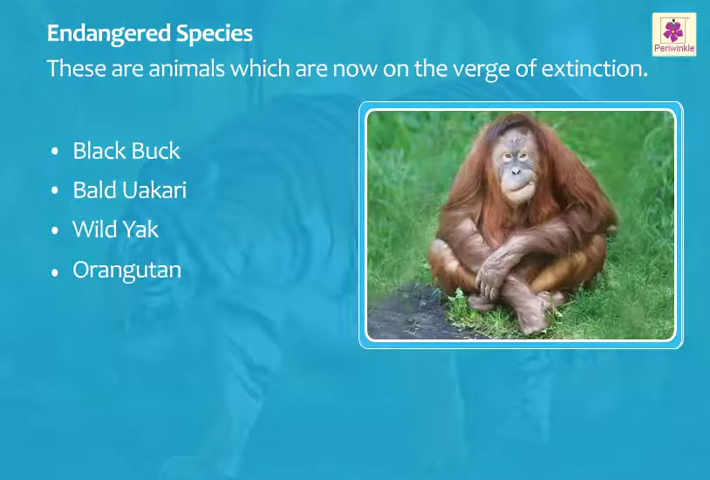 Endangered Species
Periwinkle
These are animals which are now on the verge of extinction.
• Black Buck
• Bald Uakari
• Wild Yak
• Orangutan